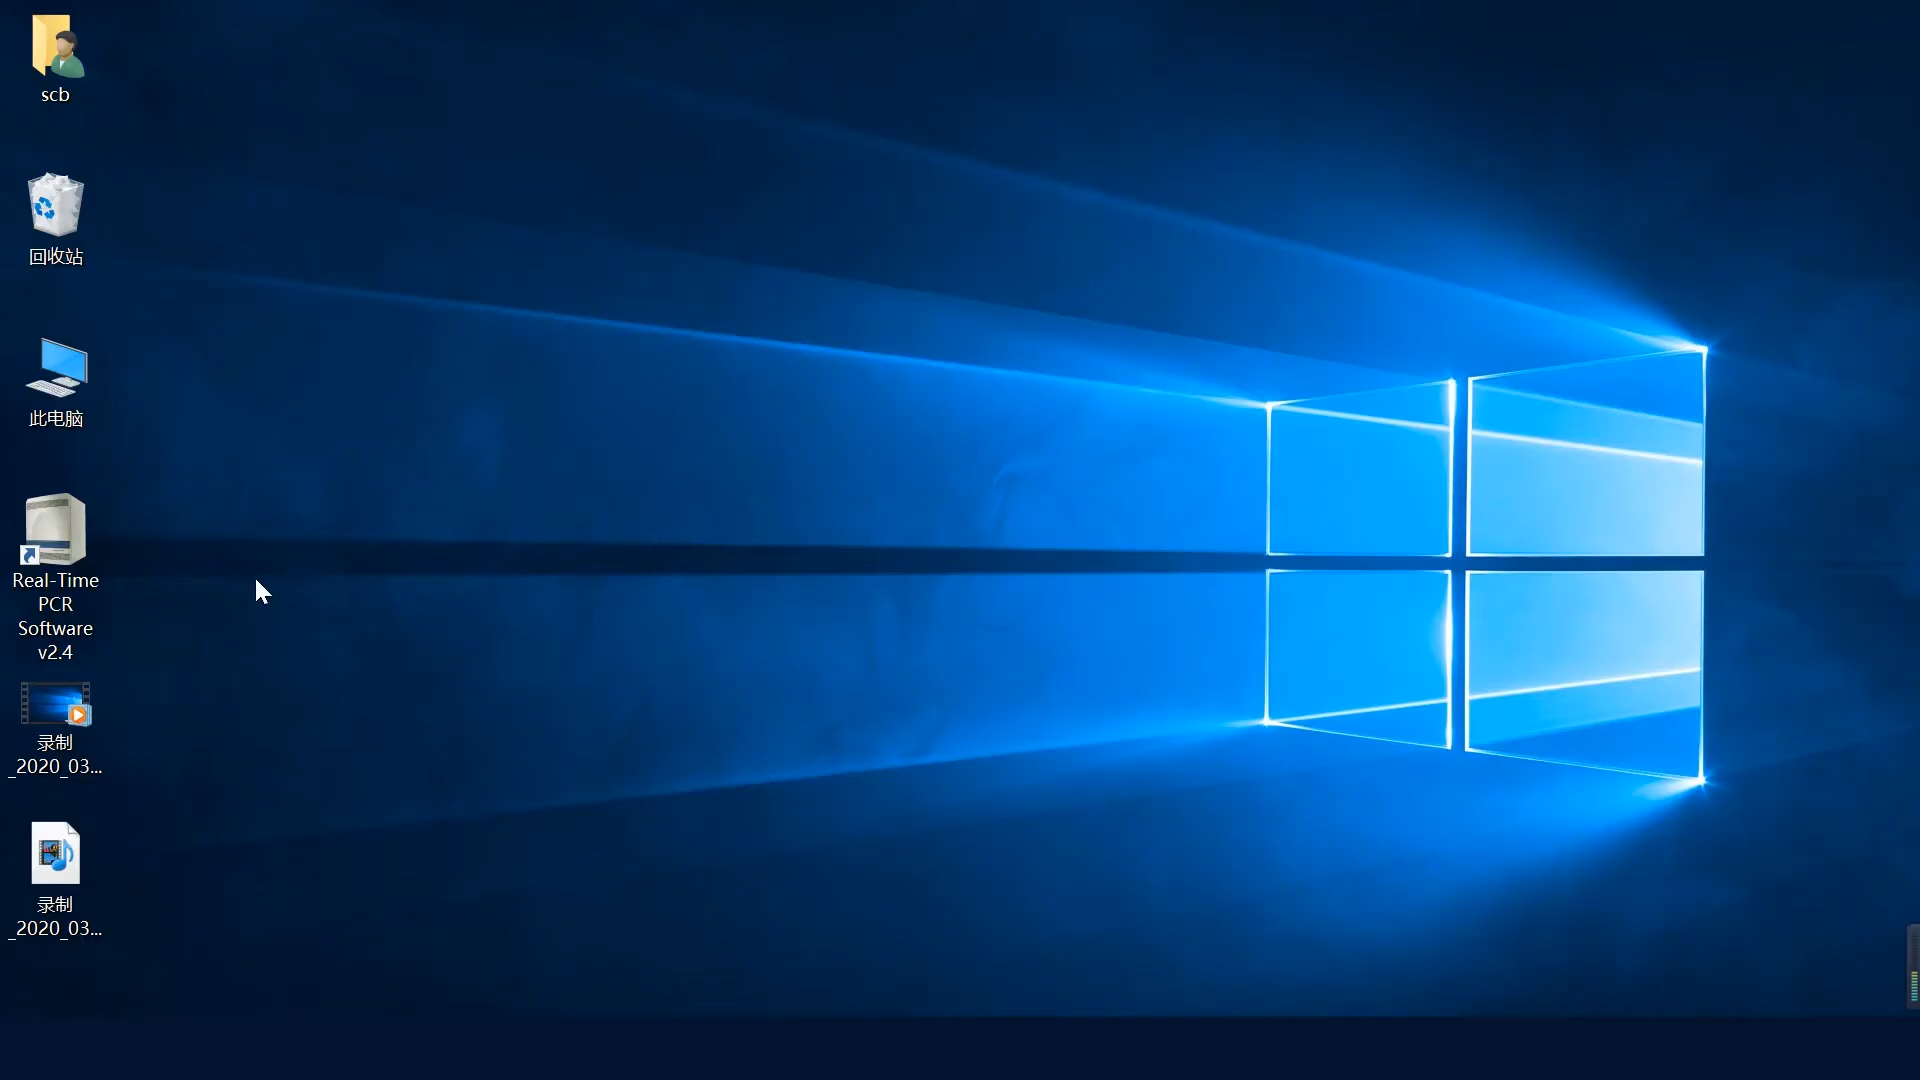 scb
回收站
此电脑
Real-Time
PCR
Software
v2.4
录制
_2020_03...
录制
_2020_03...